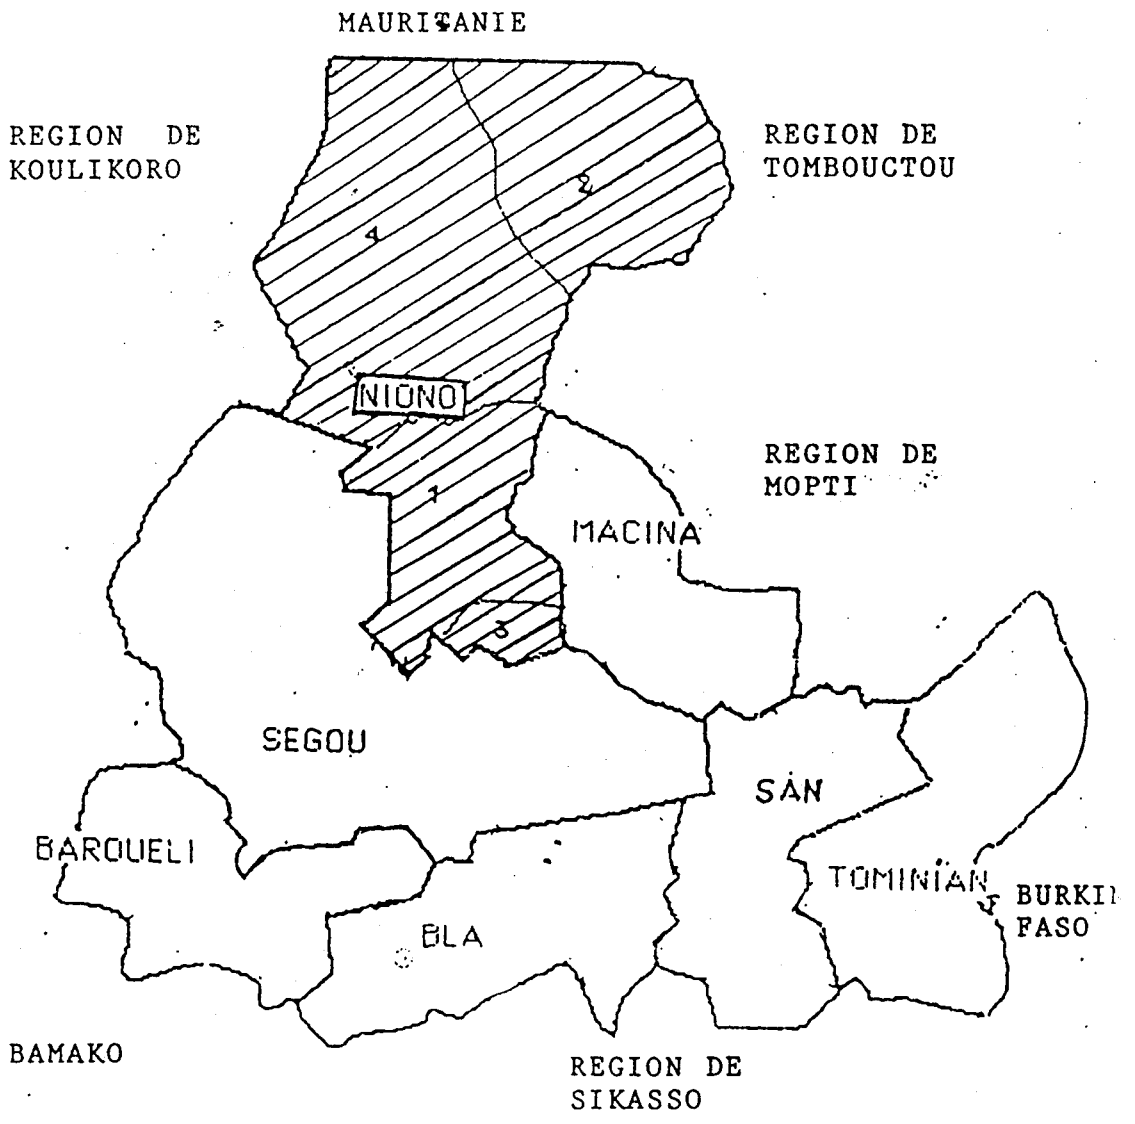 MAURITANIE
REGION DE
KOULIKORO
REGION DE
TOMBOUCTOU
2
4
NIONO
REGION DE
MOPTI
1
MACINA
3
SEGOU
SAN
BAROUELI
TOMINIAN
BURKI
FASO
BLA
BAMAKO
REGION DE
SIKASSO